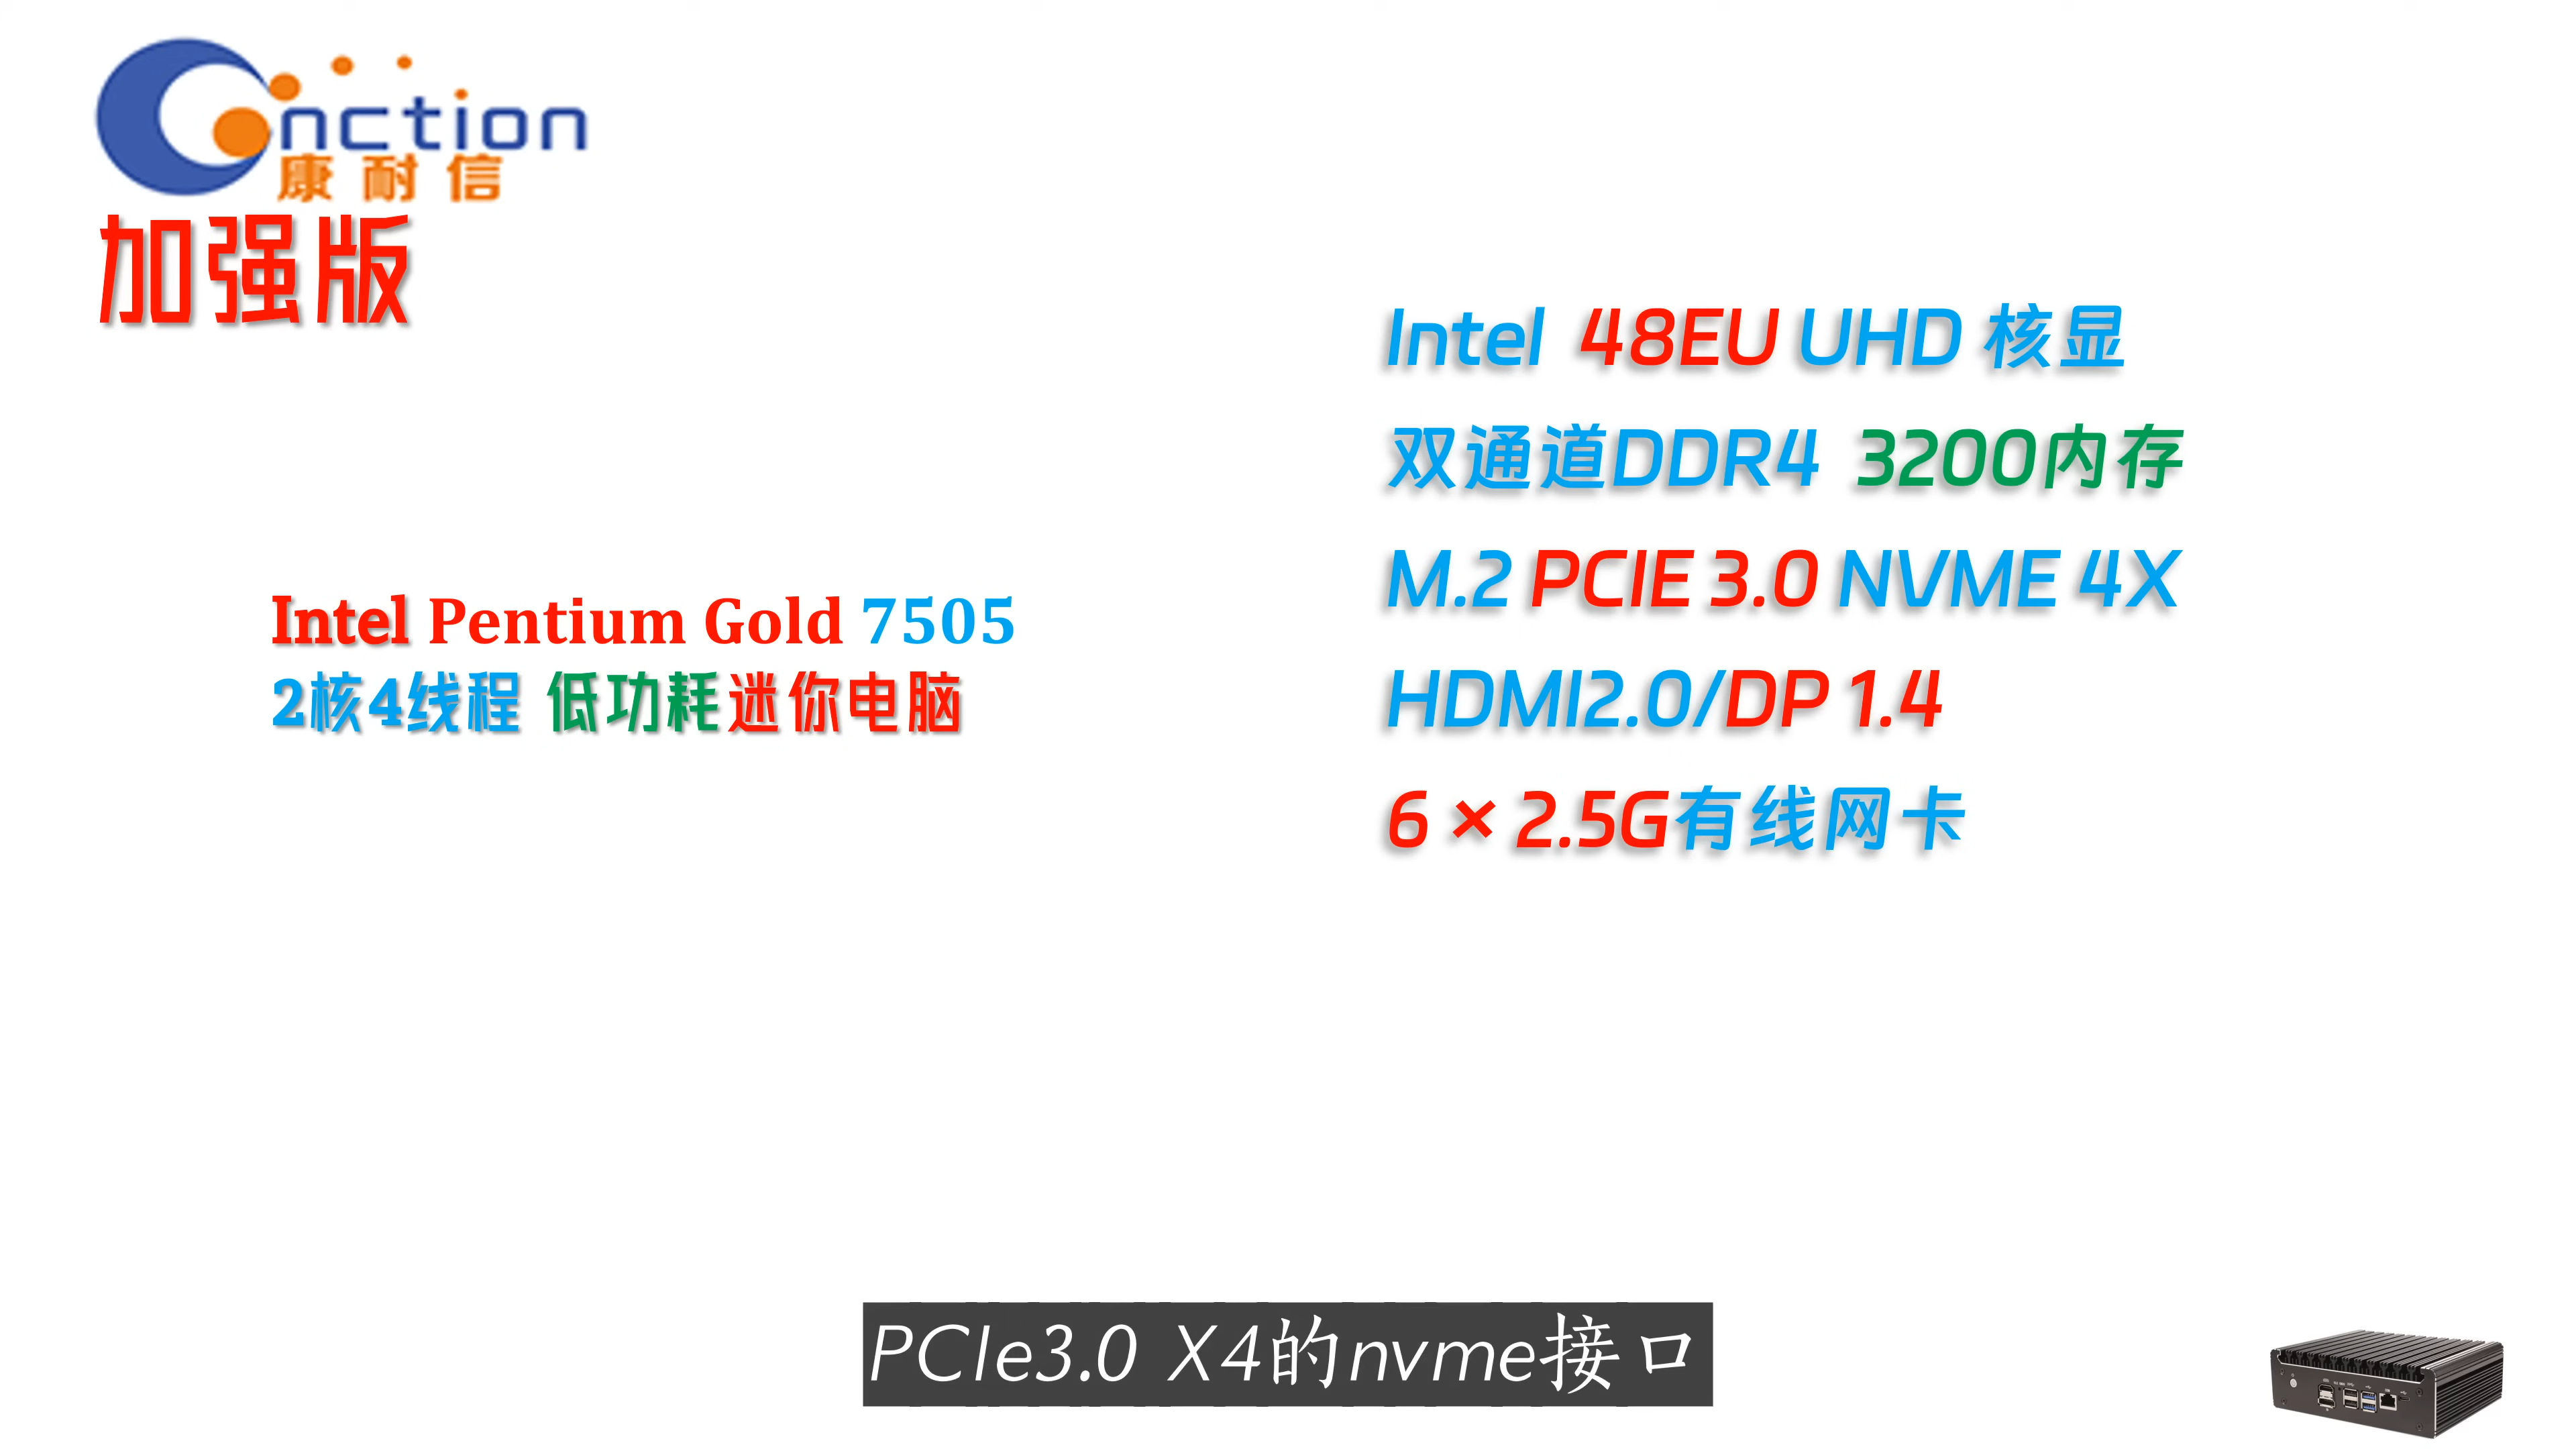 Conction
康耐信
加强版
Intel Pentium Gold 7505
2核4线程 低功耗迷你电脑
Intel 48EU UHD 核显
双通道DDR4 3200内存
M.2 PCIE 3.0 NVME 4X
HDMI2.0/DP 1.4
6 × 2.5G有线网卡
PCIe3.0 X4的nvme接口